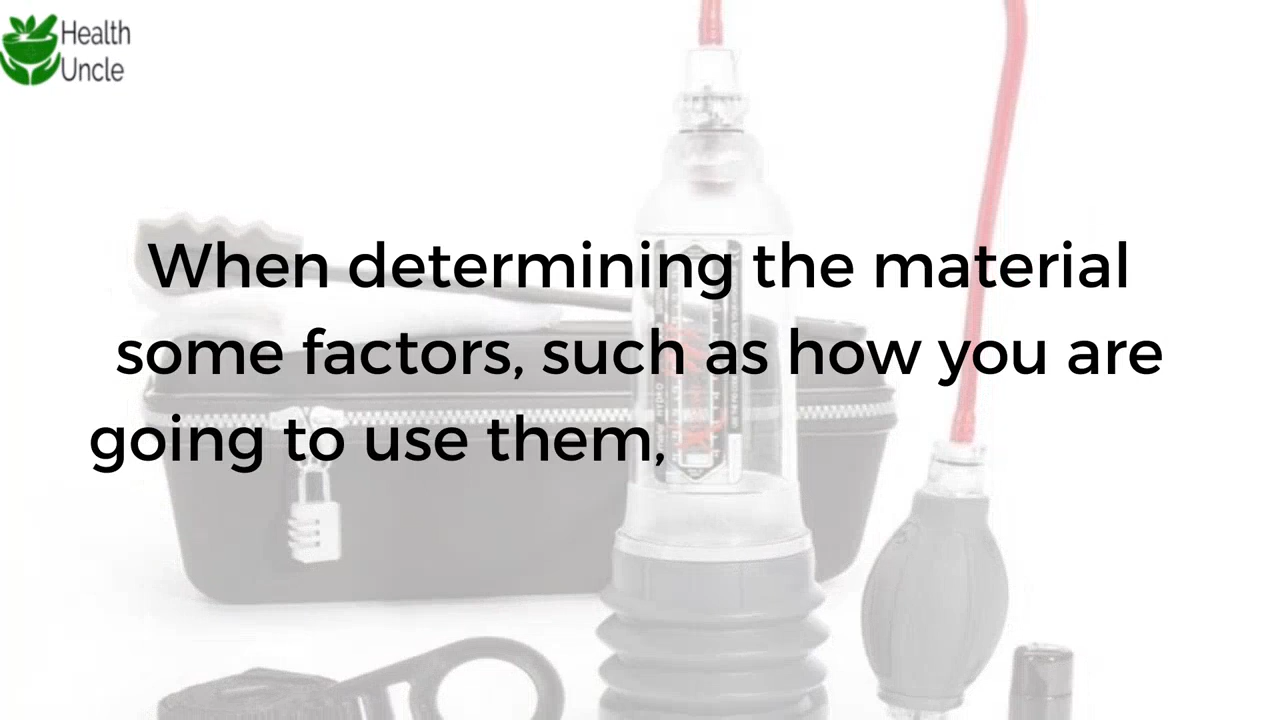 Health
Uncle
When determining the material
some factors, such as how you are
going to use them,